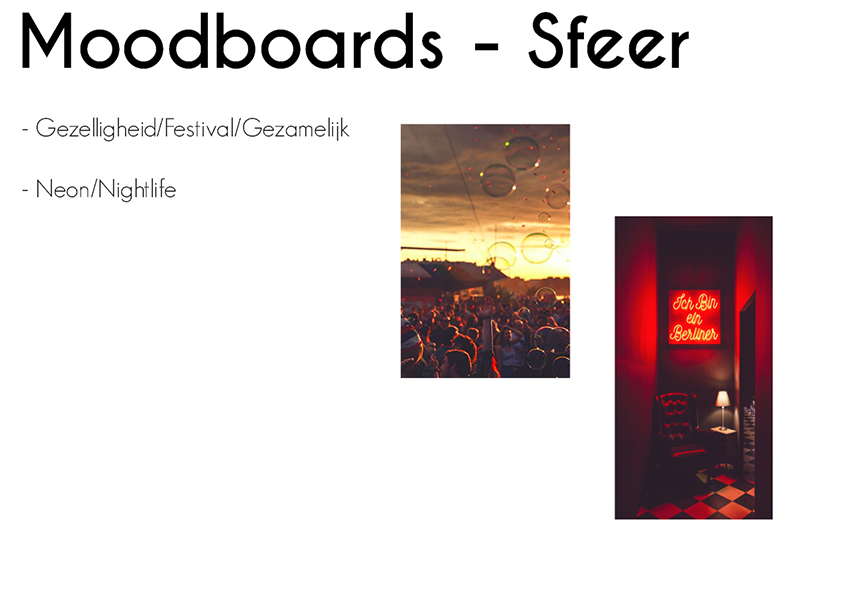 Moodboards - Sfeer
- Gezelligheid/Festival/Gezamelijk
- Neon/Nightlife
Ich Bin
ein
Berliner